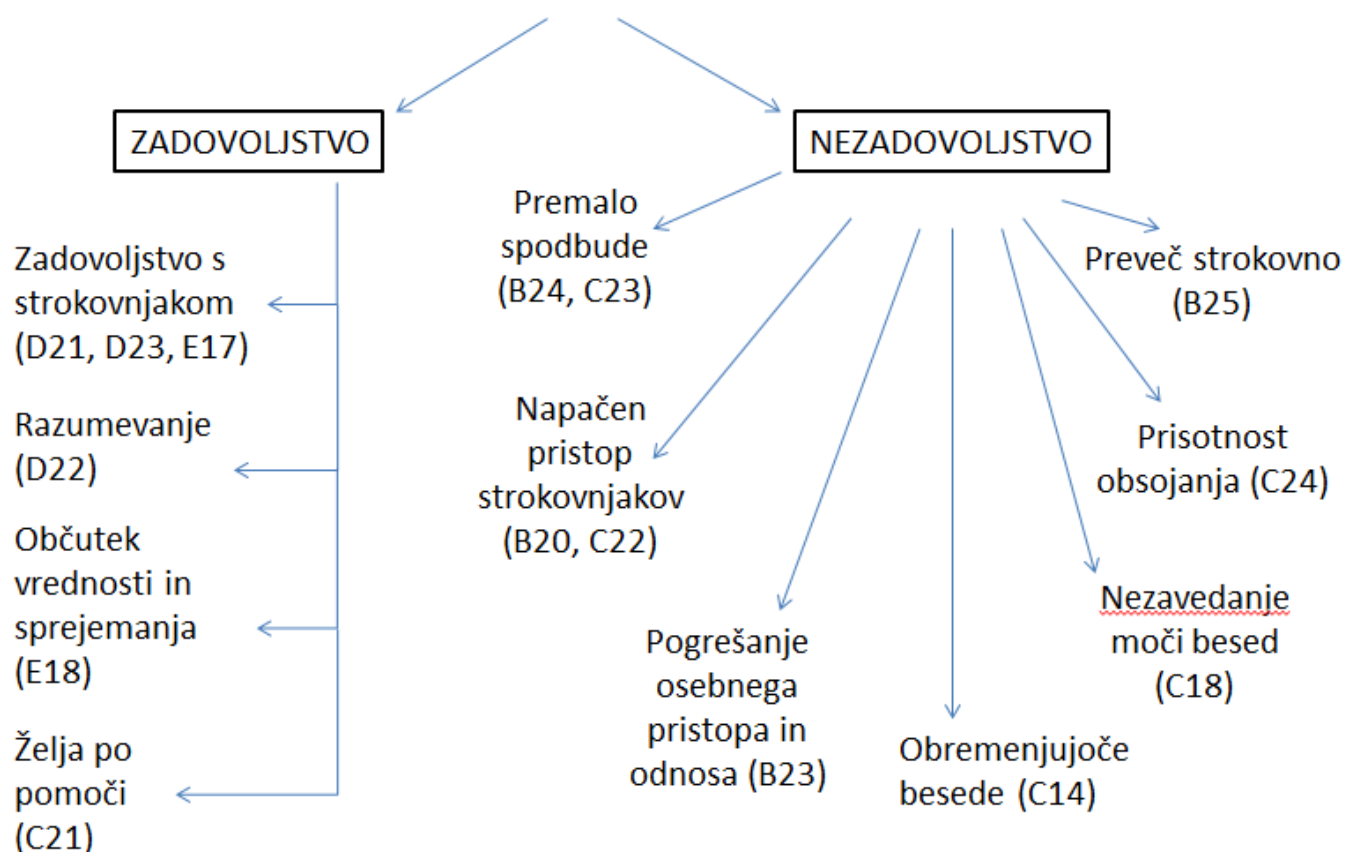 ZADOVOLJSTVO
Zadovoljstvo s
strokovnjakom
(D21, D23, E17)
Razumevanje
(D22)
Občutek
vrednosti in
sprejemanja
(E18)
Želja po
pomoči
(C21)
NEZADOVOLJSTVO
Premalo
spodbude
(B24, C23)
Napačen
pristop
strokovnjakov
(B20, C22)
Pogrešanje
osebnega
pristopa in
odnosa (B23)
Obremenjujoče
besede (C14)
Nezavedanje
moči besed
(C18)
Prisotnost
obsojanja (C24)
Preveč strokovno
(B25)